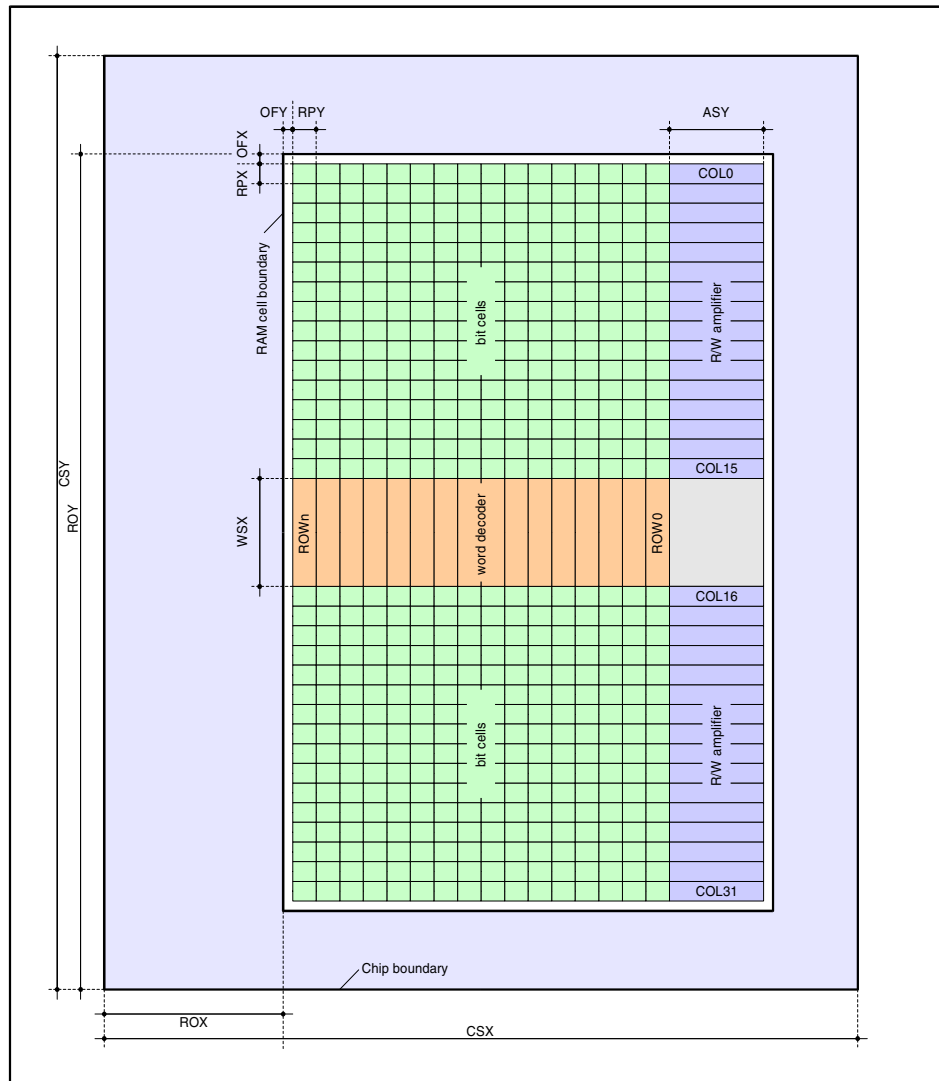 OFY
RPY
ASY
OFX
RPX
COL0
RAM cell boundary
bit cells
R/W amplifier
COL15
CSY
ROY
WSX
ROWn
word decoder
ROW0
COL16
bit cells
R/W amplifier
COL31
Chip boundary
ROX
CSX